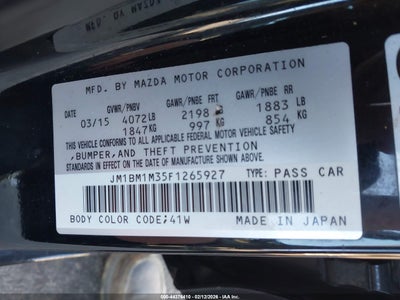 MFD. BY MAZDA MOTOR CORPORATION
DATE GVWR/PNBV GAWR/PNBE FRT GAWR/PNBE RR
03/15 4072LB 2198 1883LB
1847KG 997KG 854KG
THIS VEHICLE CONFORMS TO ALL APPLICABLE FEDERAL MOTOR VEHICLE SAFETY
,BUMPER,AND THEFT PREVENTION
STANDARDS IN EFFECT ON THE DATE OF MANUFACTURE SHOWN ABOVE.
JM1BM1M35F1265927 TYPE: PASS CAR
BODY COLOR CODE;41W MADE IN JAPAN
500-44376410 - 02/12/2026 - © IAA, Inc.